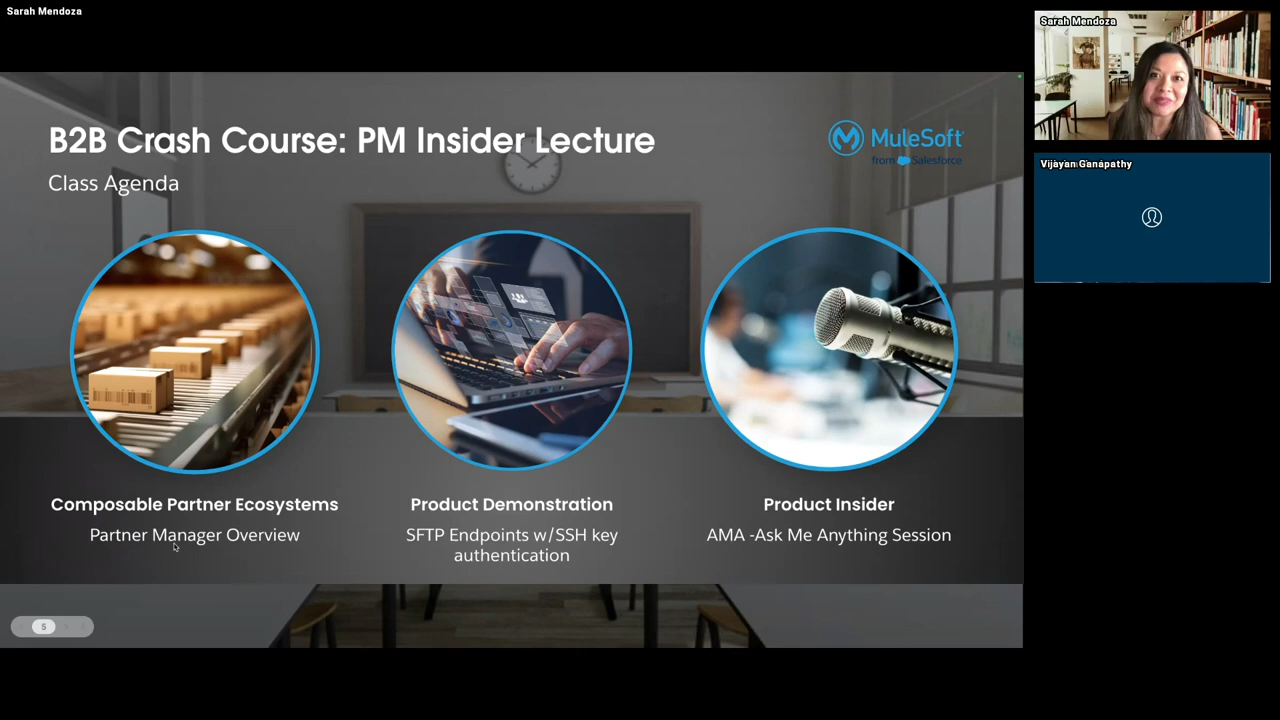 Sarah Mendoza
B2B Crash Course: PM Insider Lecture
Class Agenda
MuleSoft
from Salesforce
Composable Partner Ecosystems
Partner Manager Overview
Product Demonstration
SFTP Endpoints w/SSH key
authentication
Product Insider
AMA -Ask Me Anything Session
5
Sarah Mendoza
Vijayan Ganapathy